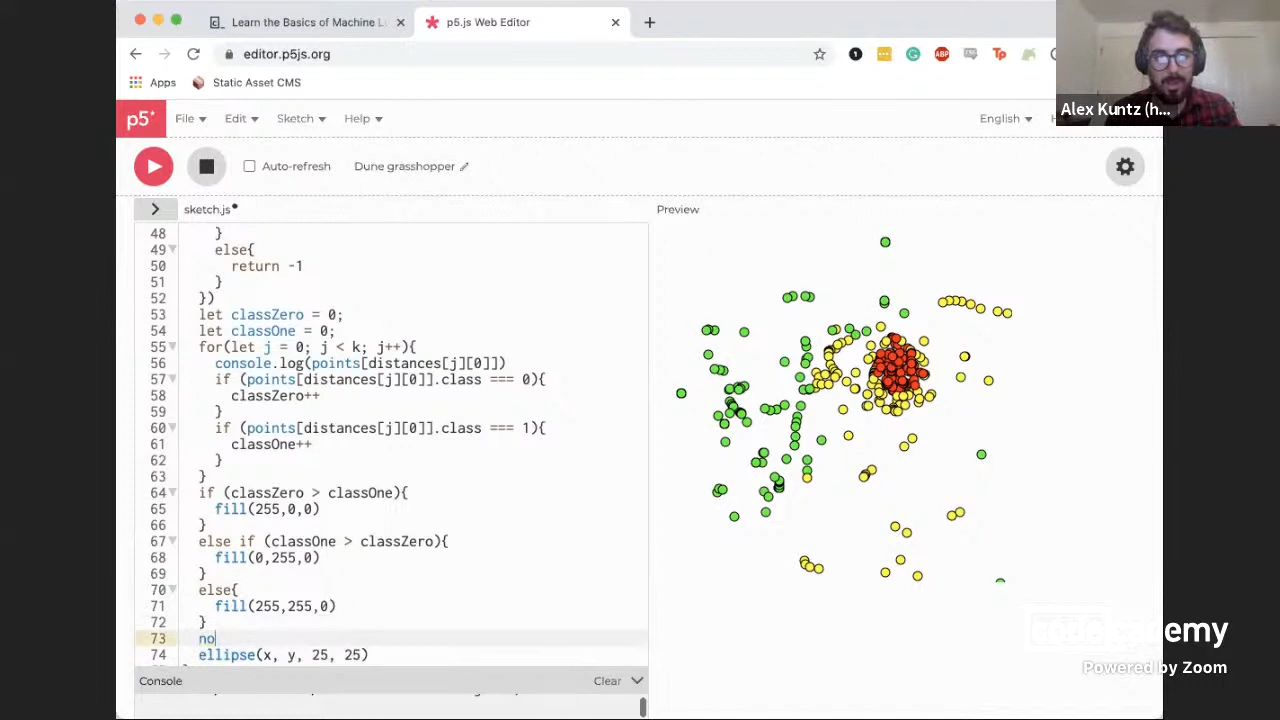 Learn the Basics of Machine L
p5.js Web Editor
editor.p5js.org
ABP
Tp
Apps
Static Asset CMS
Alex Kuntz (h...
p5*
File
Edit
Sketch
Help
English
Auto-refresh
Dune grasshopper
sketch.js
Preview
48 }
49 else{
50 return -1
51 }
52 })
53 let classZero = 0;
54 let classOne = 0;
55 for(let j = 0; j < k; j++){
56 console.log(points[distances[j][0]])
57 if (points[distances[j][0]].class === 0){
58 classZero++
59 }
60 if (points[distances[j][0]].class === 1){
61 classOne++
62 }
63 }
64 if (classZero > classOne){
65 fill(255,0,0)
66 }
67 else if (classOne > classZero){
68 fill(0,255,0)
69 }
70 else{
71 fill(255,255,0)
72 }
73 no
74 ellipse(x, y, 25, 25)
Console
Clear
codecademy
Powered by Zoom